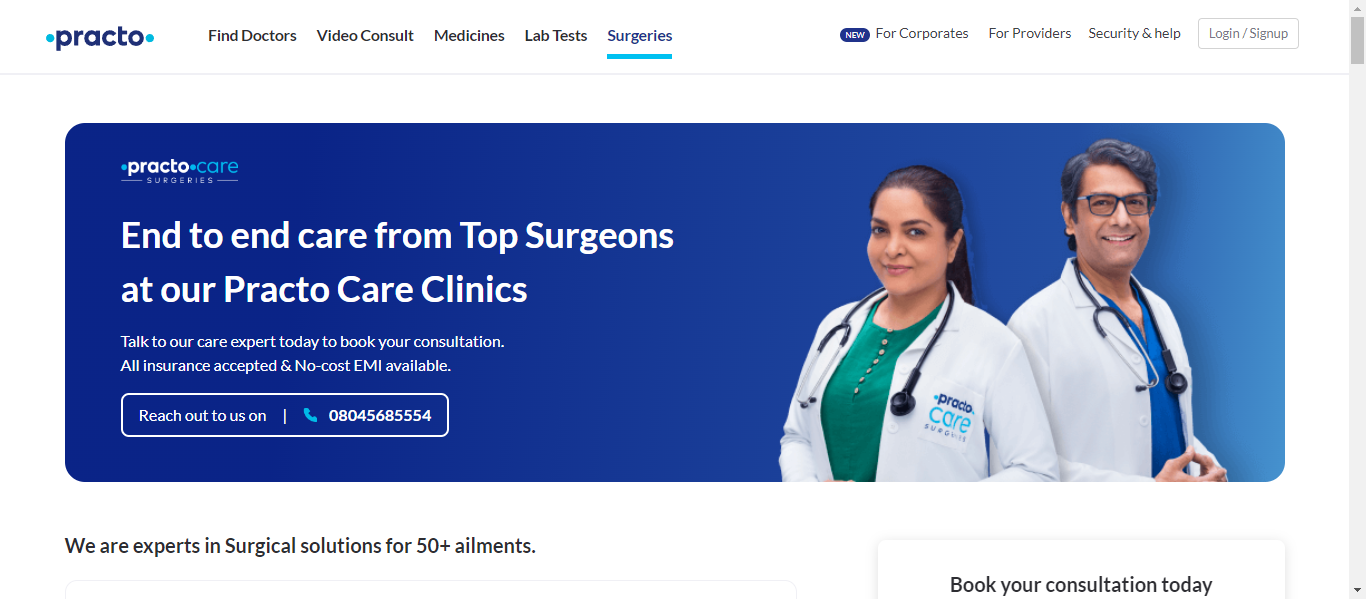 practo
Find Doctors
Video Consult
Medicines
Lab Tests
Surgeries
NEW For Corporates
For Providers
Security & help
Login / Signup
practo care
SURGERIES
End to end care from Top Surgeons
at our Practo Care Clinics
Talk to our care expert today to book your consultation.
All insurance accepted & No-cost EMI available.
Reach out to us on | 08045685554
practo
care
SURGERIES
We are experts in Surgical solutions for 50+ ailments.
Book your consultation today